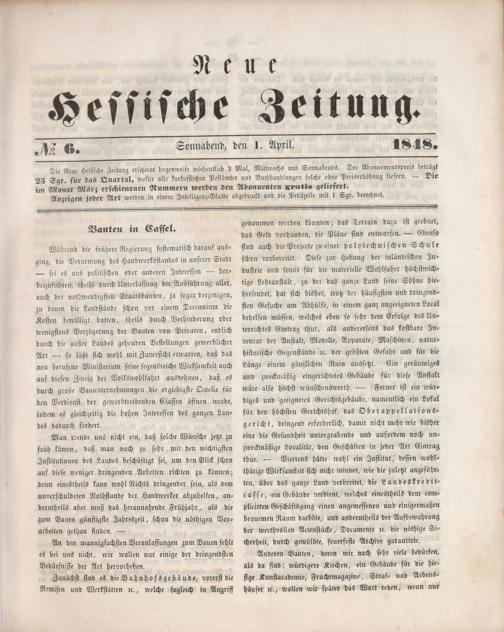 Neue
Hessische Zeitung.
№ 6. Sonnabend, den 1. April. 1848.
Die Neue Hessische Zeitung erscheint bogenweise wöchentlich 2 Mal, Mittwochs und Sonnabend. Der Abonnementspreis beträgt
25 Sgr. für das Quartal, wofür alle kurhessischen Postämter und Buchhandlungen solche ohne Preiserhöhung liefern. — Die
im Monat März erschienenen Nummern werden den Abonnenten gratis geliefert.
Anzeigen jeder Art werden in einem Intelligenz-Blatte abgedruckt und die Petitzeile mit 1 Sgr. berechnet.
Bauten in Cassel.
Während die frühere Regierung systematisch darauf aus-
ging, die Verarmung des Handwerksstandes in unserer Stadt
— sei es aus politischen oder anderen Interessen — her-
beizuführen, theils durch Unterlassung der Ausführung aller,
auch der nothwendigsten Staatsbauten, ja sogar derjenigen,
zu denen die Landstände schon vor einem Decennium die
Kosten bewilligt hatten, theils durch Verhinderung oder
wenigstens Verzögerung der Bauten von Privaten, endlich
durch die außer Landes gehenden Bestellungen gewerblicher
Art — so läßt sich wohl mit Zuversicht erwarten, daß das
neu berufene Ministerium seine segensreiche Wirksamkeit auch
auf diesen Zweig der Volkswohlfahrt ausdehnen, daß es
durch große Bauunternehmungen die ergiebigste Quelle für
den Verdienst der gewerbtreibenden Classen öffnen werde,
indem es gleichzeitig die hohen Interessen des ganzen Lan-
des dadurch fördert.
Man wende uns nicht ein, daß solche Wünsche jetzt zu
früh kämen, daß man noch zu sehr mit den wichtigsten
Institutionen des Landes beschäftigt sei, um den Blick schon
auf diese weniger dringenden Arbeiten richten zu können;
denn einestheils kann wohl Nichts dringender sein, als dem
unverschuldeten Nothstande der Handwerker abzuhelfen, an-
derntheils aber muß das herannahende Frühjahr, als die
zum Bauen günstigste Jahreszeit, schon die nöthigen Vor-
arbeiten gethan finden. —
An den mannigfachsten Veranlassungen zum Bauen fehlt
es bei uns nicht, wir wollen nur einige der dringendsten
Bedürfnisse der Art hervorheben.
Zunächst sind es die Bahnhofsgebäude, vorerst die
Remisen und Werkstätten ꝛc., welche sogleich in Angriff
genommen werden könnten; das Terrain dazu ist geebnet,
das Geld vorhanden, die Pläne sind entworfen. — Ebenso
sind auch die Projecte zu einer polytechnischen Schule
schon vorbereitet. Diese zur Hebung der inländischen In-
dustrie und somit für die materielle Wohlfahrt höchstwich-
tige Lehranstalt, zu der das ganze Land seine Söhne hie-
hersendet, hat sich bisher, trotz der häufigsten und dringend-
sten Gesuche um Abhülfe, in einem ganz ungeeigneten Local
behelfen müssen, welches eben so sehr dem Erfolge des Un-
terrichtes Eintrag thut, als andererseits das kostbare In-
ventar der Anstalt, Modelle, Apparate, Maschinen, natur-
historische Gegenstände ꝛc. der größten Gefahr und für die
Länge einem gänzlichen Ruin aussetzt. Ein geräumiges
und zweckmäßig eingerichtetes Gebäude für diese Anstalt
wäre also höchst wünschenswerth. — Ferner ist ein wür-
diges und geeignetes Gerichtsgebäude, namentlich ein Lokal
für den höchsten Gerichtshof, das Oberappellations-
gericht, dringend erforderlich, damit nicht mehr wie bisher
eine die Gesundheit untergrabende und außerdem noch un-
zweckmäßige Localität, den Geschäften in jeder Art Eintrag
thut. — Viertens hätte wohl ein Institut, dessen wohl-
thätige Wirksamkeit sich nicht minder, wie die zuletzt angeführ-
ten, über das ganze Land verbreitet, die Landeskredit-
casse, ein Gebäude verdient, welches einestheils dem com-
plicirten Geschäftsgang einen angemessenen und einigermaßen
bequemen Raum darböte, und anderntheils der Aufbewahrung
der werthvollen Aktenstücke, Documente ꝛc. die nöthige Si-
cherheit, durch gewölbte, feuerfeste Archive garantirte.
Anderen Bauten, deren wir noch sehr viele bedürfen,
als da sind: würdigere Kirchen, ein Gebäude für die hie-
sige Kunstacademie, Fruchtmagazine, Straf- und Arbeits-
häuser ꝛc., wollen wir später das Wort reden, wenn nur